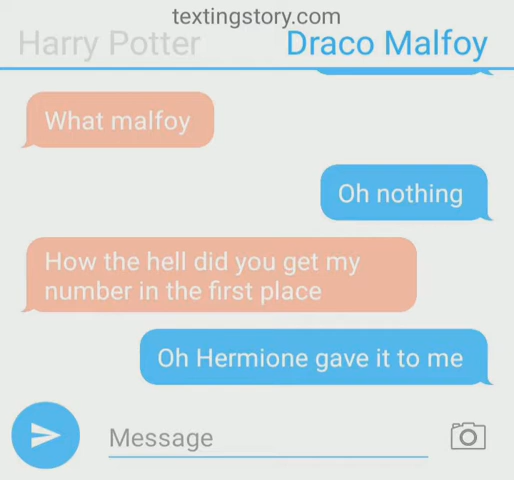 textingstory.com
Harry Potter
Draco Malfoy
What malfoy
Oh nothing
How the hell did you get my
number in the first place
Oh Hermione gave it to me
Message